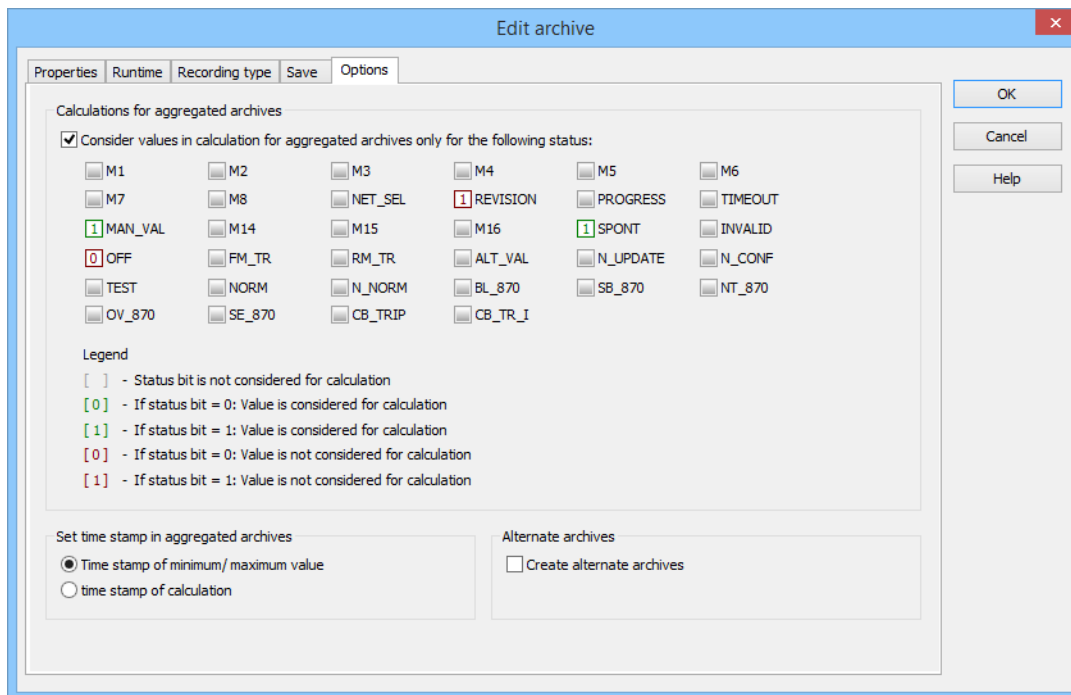 Edit archive
Properties Runtime Recording type Save Options
OK
Cancel
Help
Calculations for aggregated archives
Consider values in calculation for aggregated archives only for the following status:
M1 M2 M3 M4 M5 M6
M7 M8 NET_SEL 1 REVISION PROGRESS TIMEOUT
1 MAN_VAL M14 M15 M16 1 SPONT INVALID
0 OFF FM_TR RM_TR ALT_VAL N_UPDATE N_CONF
TEST NORM N_NORM BL_870 SB_870 NT_870
OV_870 SE_870 CB_TRIP CB_TR_I
Legend
[ ] - Status bit is not considered for calculation
[0] - If status bit = 0: Value is considered for calculation
[1] - If status bit = 1: Value is considered for calculation
[0] - If status bit = 0: Value is not considered for calculation
[1] - If status bit = 1: Value is not considered for calculation
Set time stamp in aggregated archives
Time stamp of minimum/ maximum value
time stamp of calculation
Alternate archives
Create alternate archives